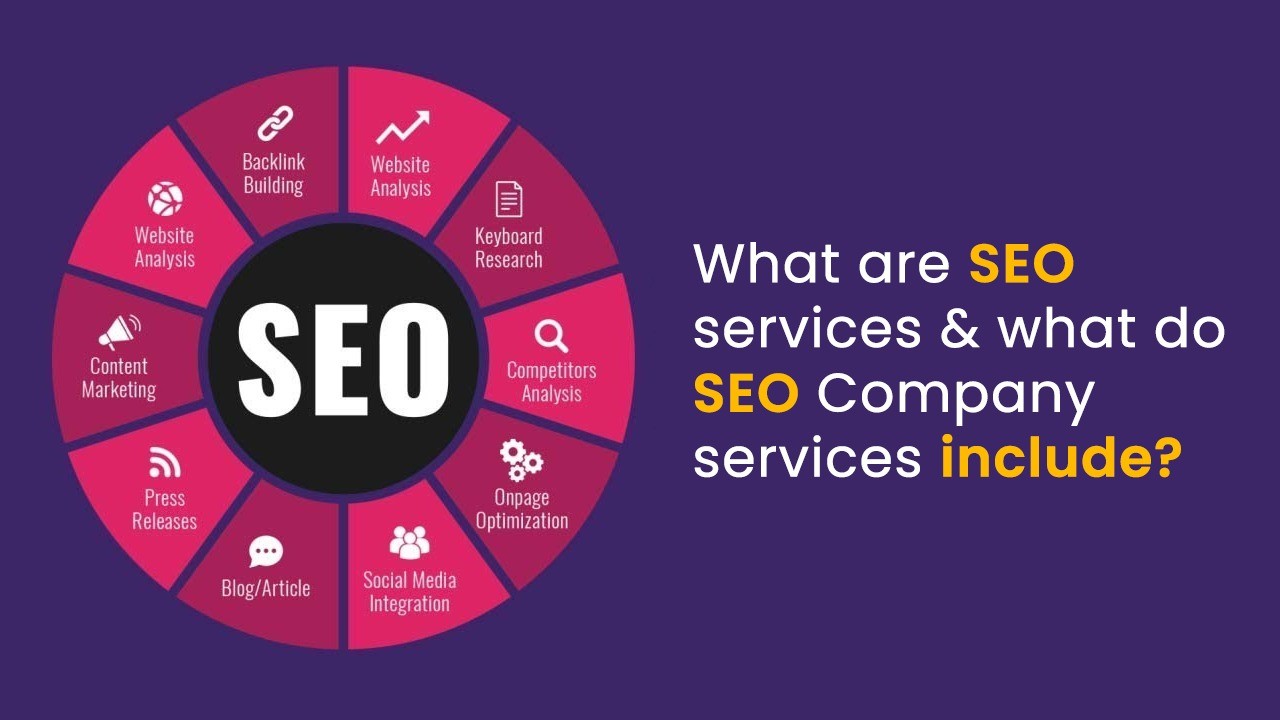 Backlink
Building
Website
Analysis
Keyboard
Research
Competitors
Analysis
Onpage
Optimization
Social Media
Integration
Blog/Article
Press
Releases
Content
Marketing
Website
Analysis
SEO
What are SEO
services & what do
SEO Company
services include?